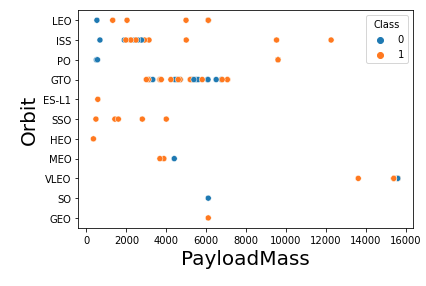 LEO
ISS
PO
GTO
ES-L1
SSO
HEO
MEO
VLEO
SO
GEO
Orbit
Class
0
1
0 2000 4000 6000 8000 10000 12000 14000 16000
PayloadMass